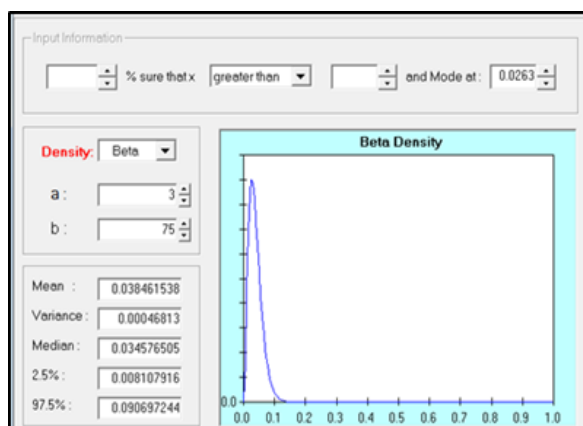 Input Information
% sure that x greater than and Mode at : 0.0263
Density: Beta
a : 3
b : 75
Mean : 0.038461538
Variance : 0.00046813
Median : 0.034576505
2.5% : 0.008107916
97.5% : 0.090697244
Beta Density
0.0
0.0 0.1 0.2 0.3 0.4 0.5 0.6 0.7 0.8 0.9 1.0